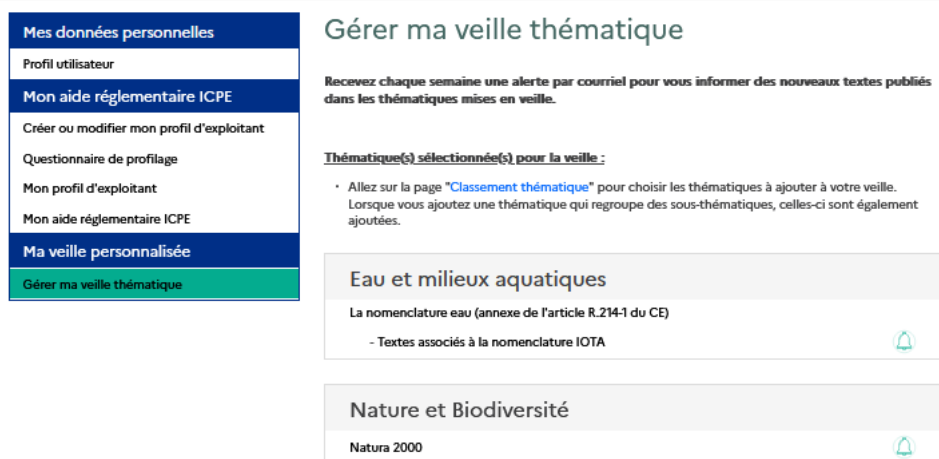 Mes données personnelles
Profil utilisateur
Mon aide réglementaire ICPE
Créer ou modifier mon profil d'exploitant
Questionnaire de profilage
Mon profil d'exploitant
Mon aide réglementaire ICPE
Ma veille personnalisée
Gérer ma veille thématique
Gérer ma veille thématique
Recevez chaque semaine une alerte par courriel pour vous informer des nouveaux textes publiés
dans les thématiques mises en veille.
Thématique(s) sélectionnée(s) pour la veille :
• Allez sur la page "Classement thématique" pour choisir les thématiques à ajouter à votre veille.
Lorsque vous ajoutez une thématique qui regroupe des sous-thématiques, celles-ci sont également
ajoutées.
Eau et milieux aquatiques
La nomenclature eau (annexe de l'article R.214-1 du CE)
- Textes associés à la nomenclature IOTA
Nature et Biodiversité
Natura 2000